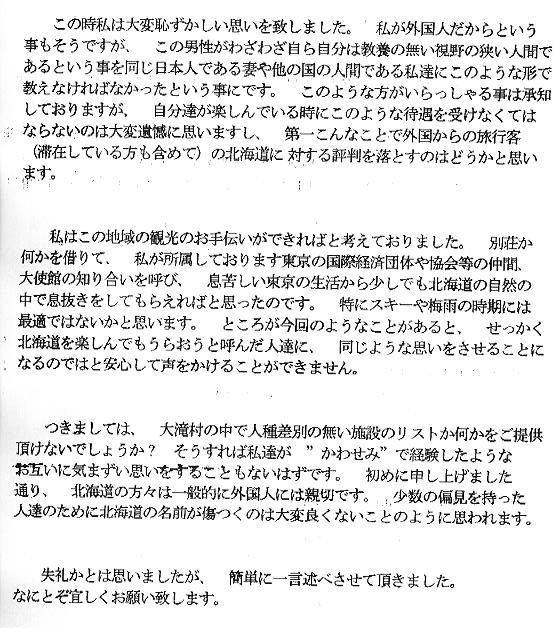 この時私は大変恥ずかしい思いを致しました。 私が外国人だからという
事もそうですが、 この男性がわざわざ自ら自分は教養の無い視野の狭い人間で
あるという事を同じ日本人である妻や他の国の人間である私達にこのような形で
教えなければなかったという事にです。 このような方がいらっしゃる事は承知
しておりますが、 自分達が楽しんでいる時にこのような待遇を受けなくては
ならないのは大変遺憾に思いますし、 第一こんなことで外国からの旅行客
（滞在している方も含めて）の北海道に対する評判を落とすのはどうかと思い
ます。
私はこの地域の観光のお手伝いができればと考えておりました。 別荘か
何かを借りて、 私が所属しております東京の国際経済団体や協会等の仲間、
大使館の知り合いを呼び、 息苦しい東京の生活から少しでも北海道の自然の
中で息抜きをしてもらえればと思ったのです。 特にスキーや梅雨の時期には
最適ではないかと思います。 ところが今回のようなことがあると、 せっかく
北海道を楽しんでもうらおうと呼んだ人達に、 同じような思いをさせることに
なるのではと安心して声をかけることができません。
つきましては、 大滝村の中で人種差別の無い施設のリストか何かをご提供
頂けないでしょうか？ そうすれば私達が ”かわせみ”で経験したような
お互いに気まずい思いをすることもないはずです。 初めに申し上げました
通り、 北海道の方々は一般的に外国人には親切です。 少数の偏見を持った
人達のために北海道の名前が傷つくのは大変良くないことのように思われます。
失礼かとは思いましたが、 簡単に一言述べさせて頂きました。
なにとぞ宜しくお願い致します。